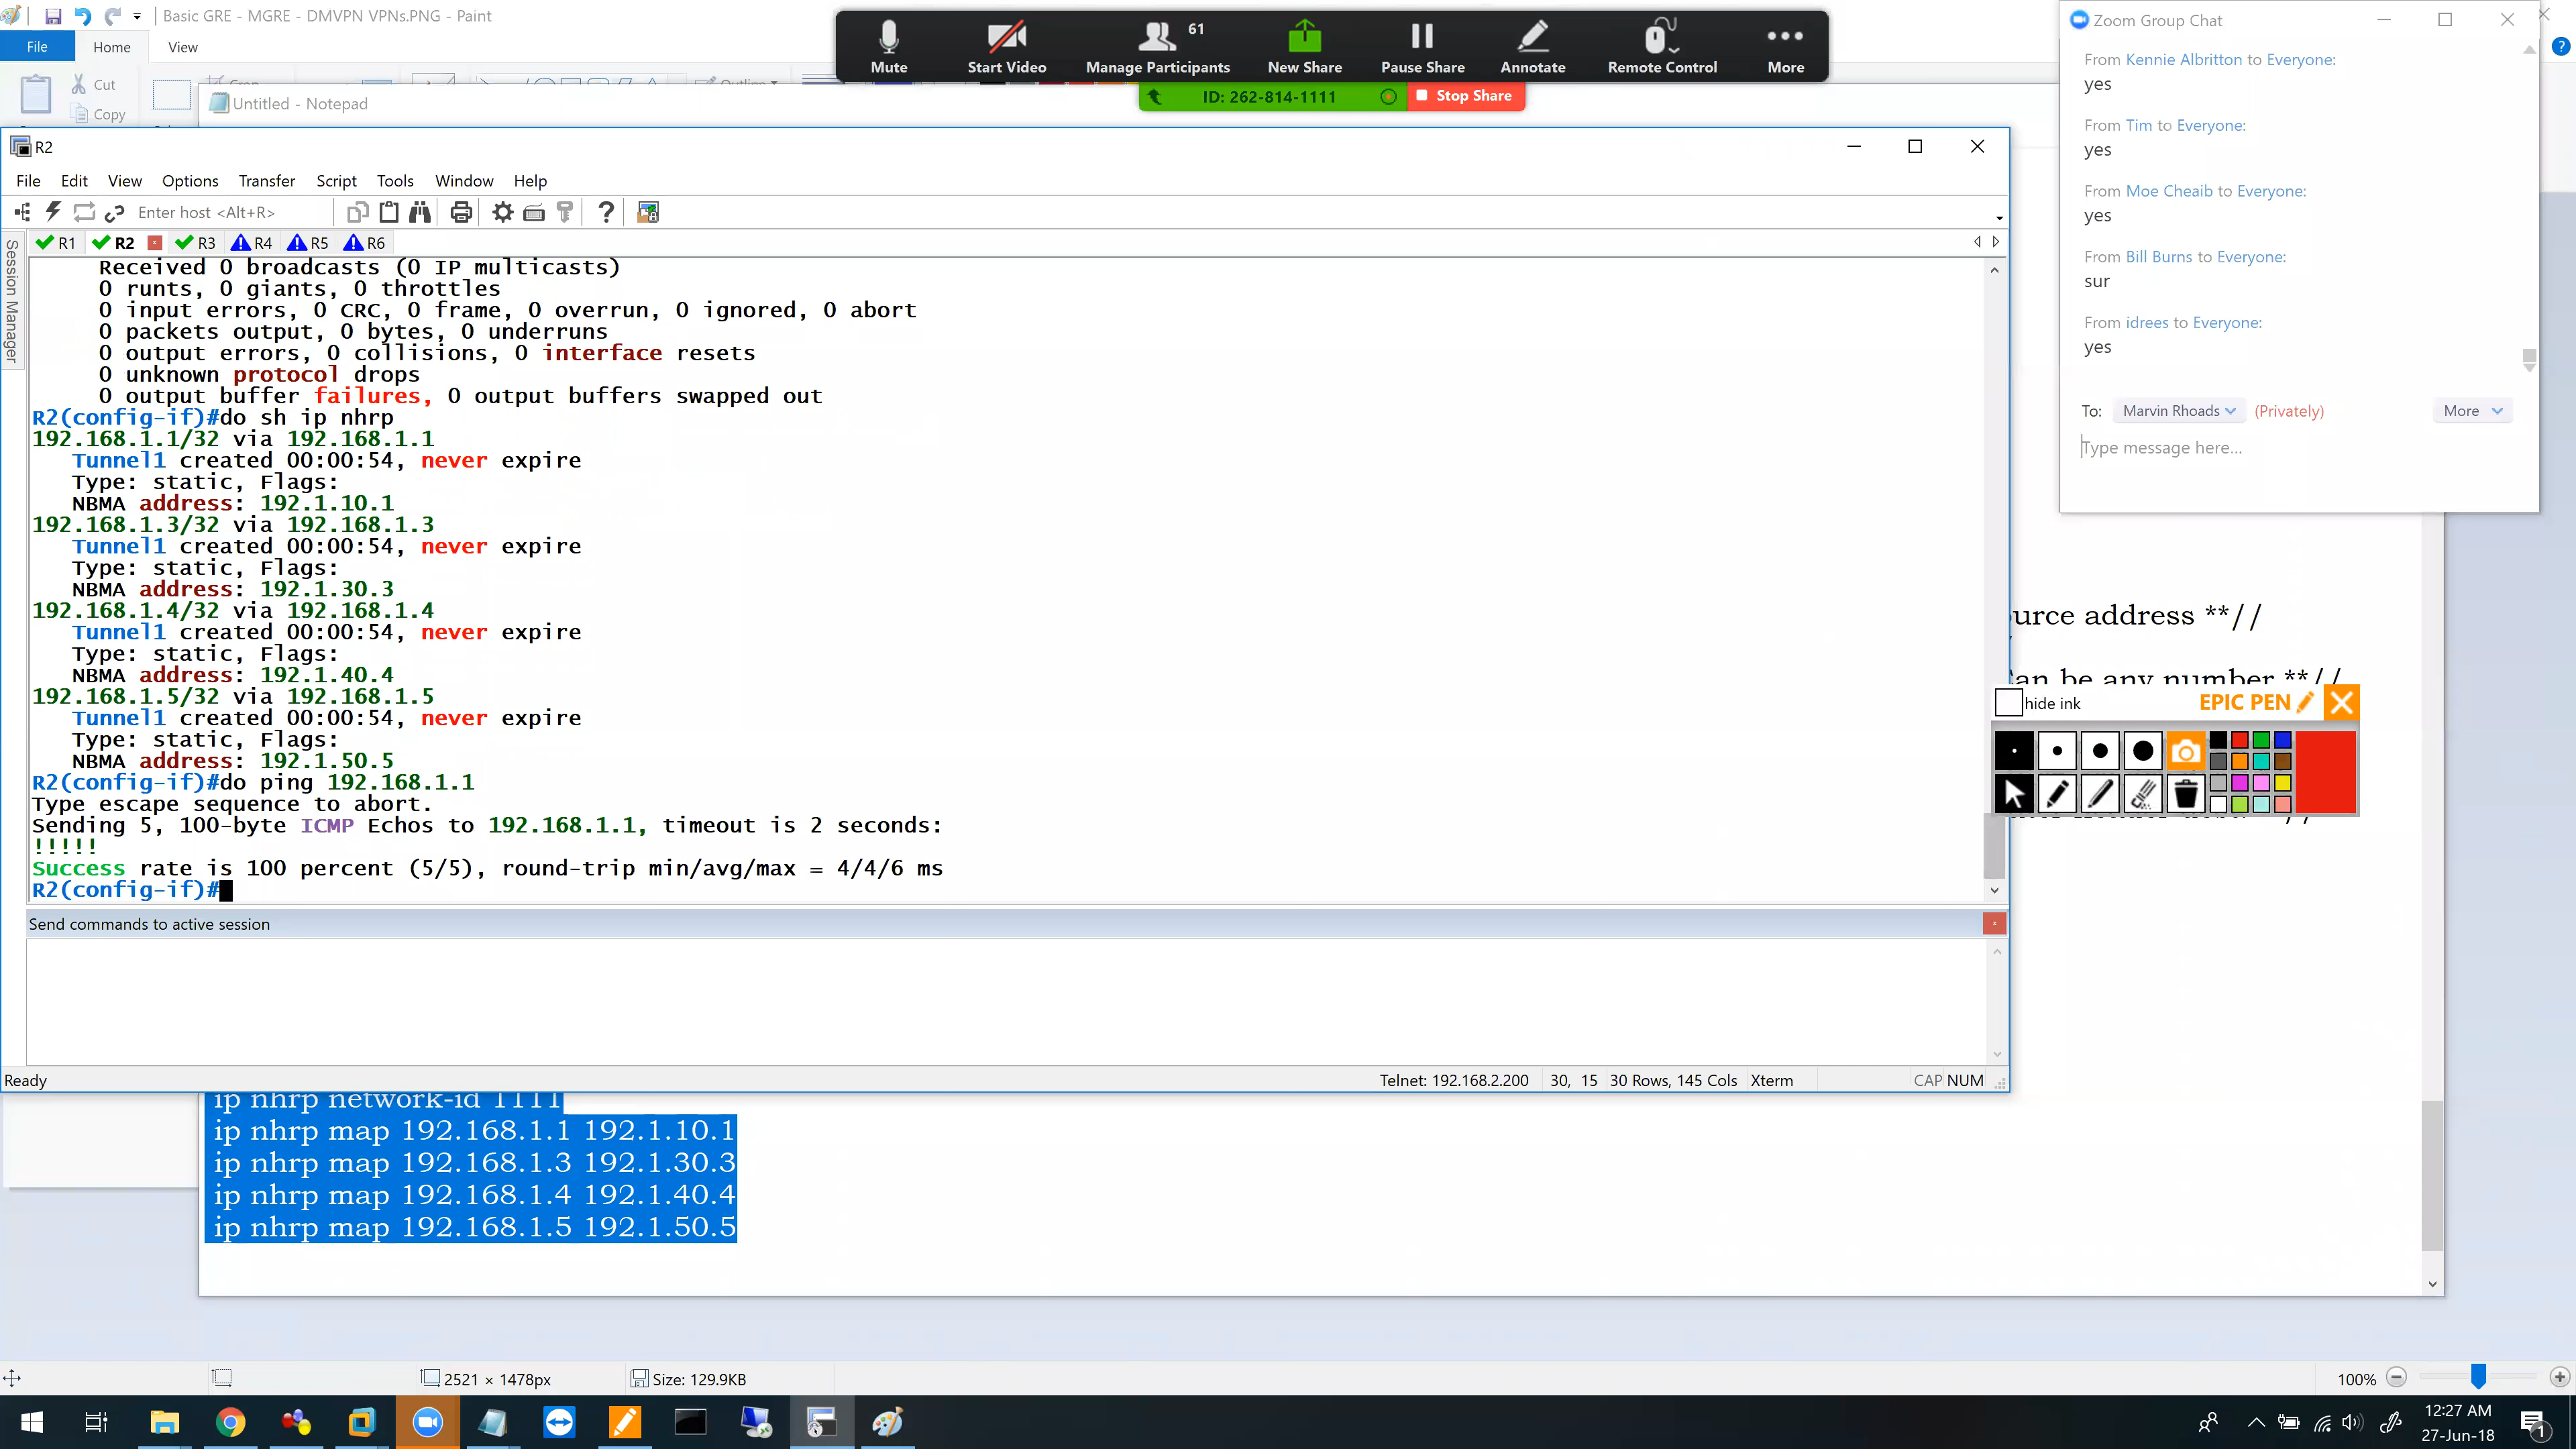 Basic GRE - MGRE - DMVPN VPNs.PNG - Paint
File Home View
Cut
Copy
Untitled - Notepad
Mute Start Video Manage Participants 61 New Share Pause Share Annotate Remote Control More
ID: 262-814-1111 Stop Share
Zoom Group Chat
From Kennie Albritton to Everyone:
yes
From Tim to Everyone:
yes
From Moe Cheaib to Everyone:
yes
From Bill Burns to Everyone:
sur
From idrees to Everyone:
yes
To: Marvin Rhoads (Privately) More
Type message here...
R2
File Edit View Options Transfer Script Tools Window Help
Enter host <Alt+R>
Session Manager
R1 R2 R3 R4 R5 R6
Received 0 broadcasts (0 IP multicasts)
0 runts, 0 giants, 0 throttles
0 input errors, 0 CRC, 0 frame, 0 overrun, 0 ignored, 0 abort
0 packets output, 0 bytes, 0 underruns
0 output errors, 0 collisions, 0 interface resets
0 unknown protocol drops
0 output buffer failures, 0 output buffers swapped out
R2(config-if)#do sh ip nhrp
192.168.1.1/32 via 192.168.1.1
Tunnel1 created 00:00:54, never expire
Type: static, Flags:
NBMA address: 192.1.10.1
192.168.1.3/32 via 192.168.1.3
Tunnel1 created 00:00:54, never expire
Type: static, Flags:
NBMA address: 192.1.30.3
192.168.1.4/32 via 192.168.1.4
Tunnel1 created 00:00:54, never expire
Type: static, Flags:
NBMA address: 192.1.40.4
192.168.1.5/32 via 192.168.1.5
Tunnel1 created 00:00:54, never expire
Type: static, Flags:
NBMA address: 192.1.50.5
R2(config-if)#do ping 192.168.1.1
Type escape sequence to abort.
Sending 5, 100-byte ICMP Echos to 192.168.1.1, timeout is 2 seconds:
!!!!!
Success rate is 100 percent (5/5), round-trip min/avg/max = 4/4/6 ms
R2(config-if)#
Send commands to active session
Ready Telnet: 192.168.2.200 30, 15 30 Rows, 145 Cols Xterm CAP NUM
urce address **//
an be any number **//
hide ink EPIC PEN
ip nhrp network-id 1111
ip nhrp map 192.168.1.1 192.1.10.1
ip nhrp map 192.168.1.3 192.1.30.3
ip nhrp map 192.168.1.4 192.1.40.4
ip nhrp map 192.168.1.5 192.1.50.5
2521 × 1478px Size: 129.9KB 100%
12:27 AM
27-Jun-18
1